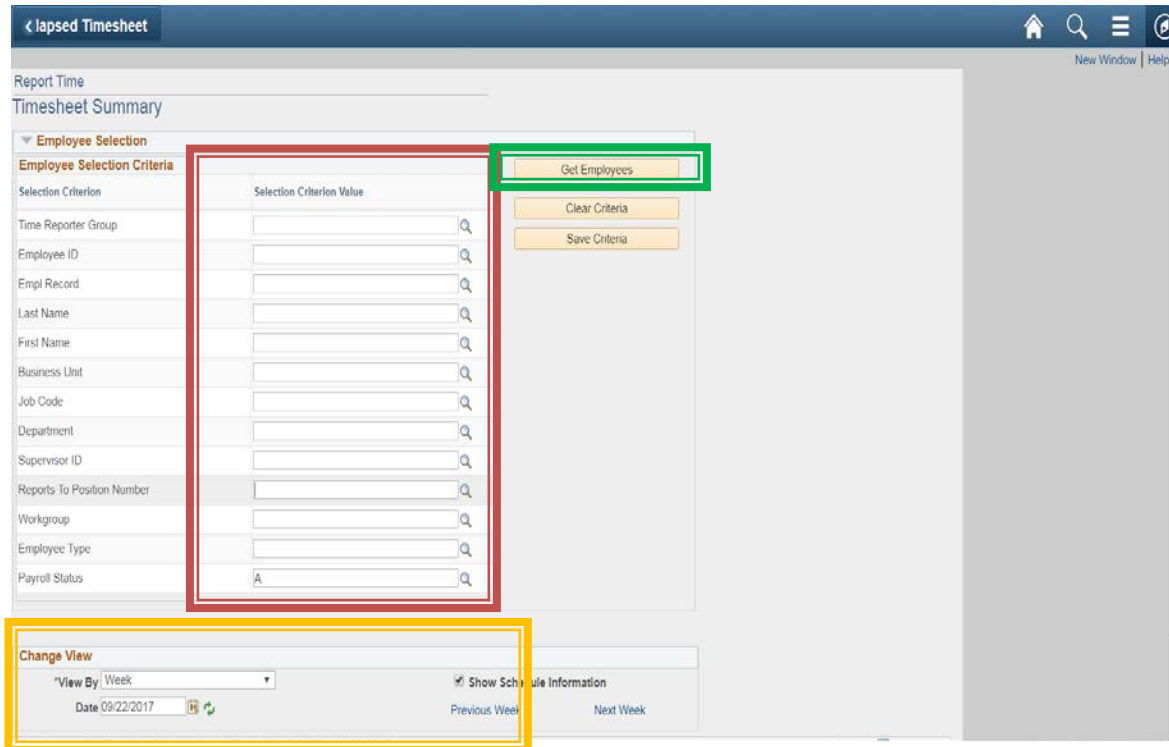 lapsed Timesheet
New Window | Help
Report Time
Timesheet Summary
Employee Selection
Employee Selection Criteria
Get Employees
Selection Criterion
Selection Criterion Value
Clear Criteria
Time Reporter Group
Save Criteria
Employee ID
Empl Record
Last Name
First Name
Business Unit
Job Code
Department
Supervisor ID
Reports To Position Number
Workgroup
Employee Type
Payroll Status A
Change View
*View By Week
Show Schedule Information
Date 09/22/2017
Previous Week
Next Week